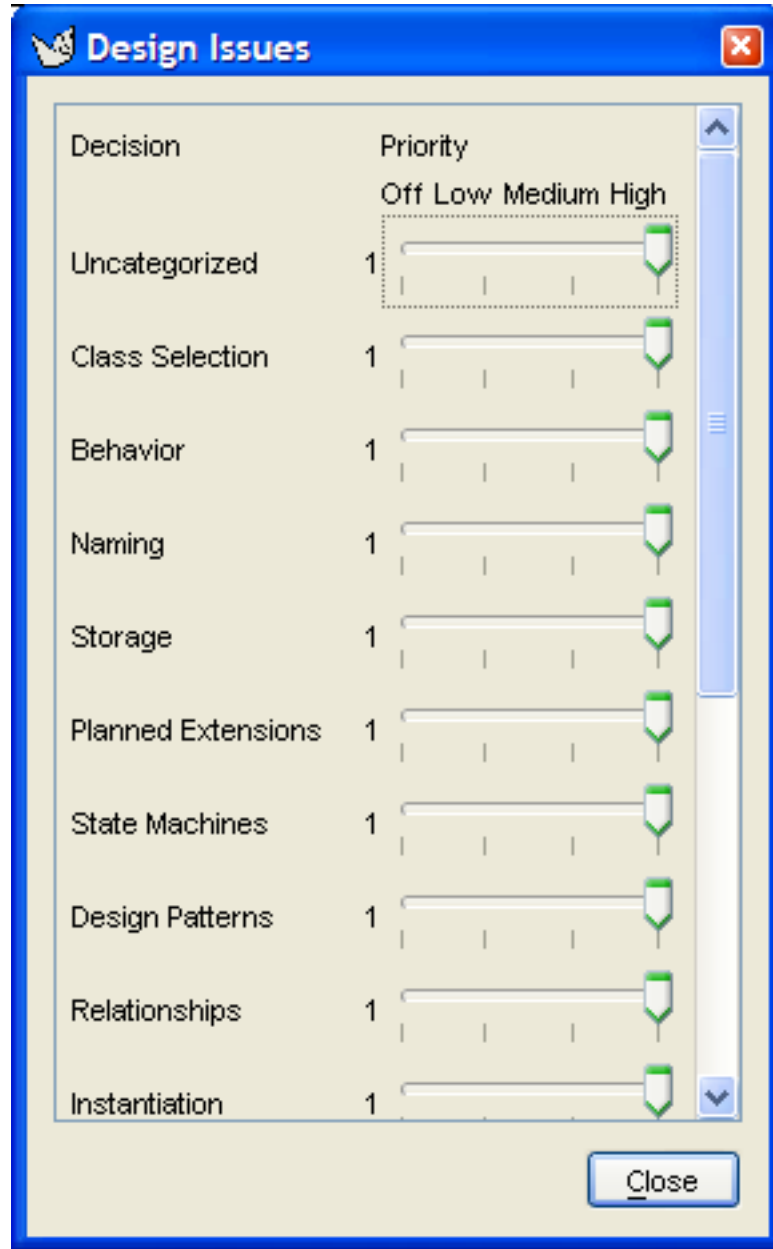 Design Issues
Decision Priority
Off Low Medium High
Uncategorized 1
Class Selection 1
Behavior 1
Naming 1
Storage 1
Planned Extensions 1
State Machines 1
Design Patterns 1
Relationships 1
Instantiation 1
Close